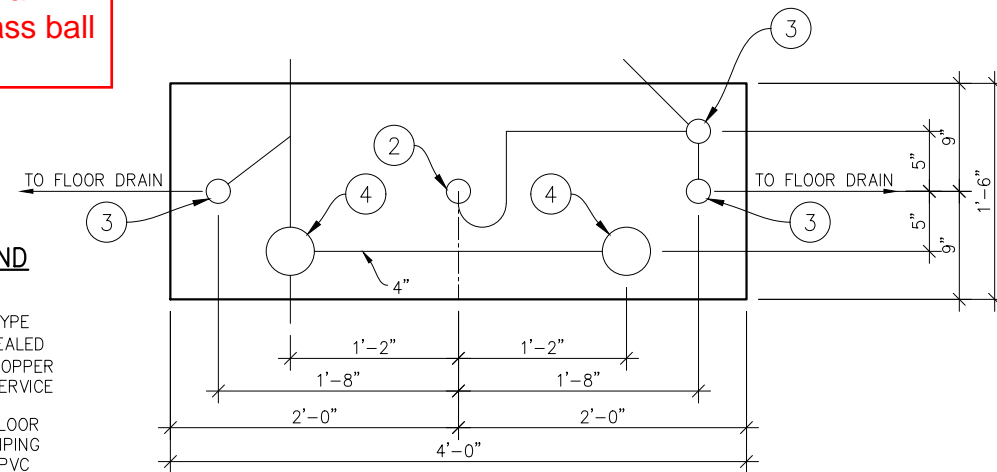 ass ball
3
2
4
4
TO FLOOR DRAIN
TO FLOOR DRAIN
3
3
5"
9"
5"
9"
1'-6"
4"
ND
YPE
EALED
OPPER
ERVICE
LOOR
IPING
PVC
1'-2"
1'-2"
1'-8"
1'-8"
2'-0"
2'-0"
4'-0"